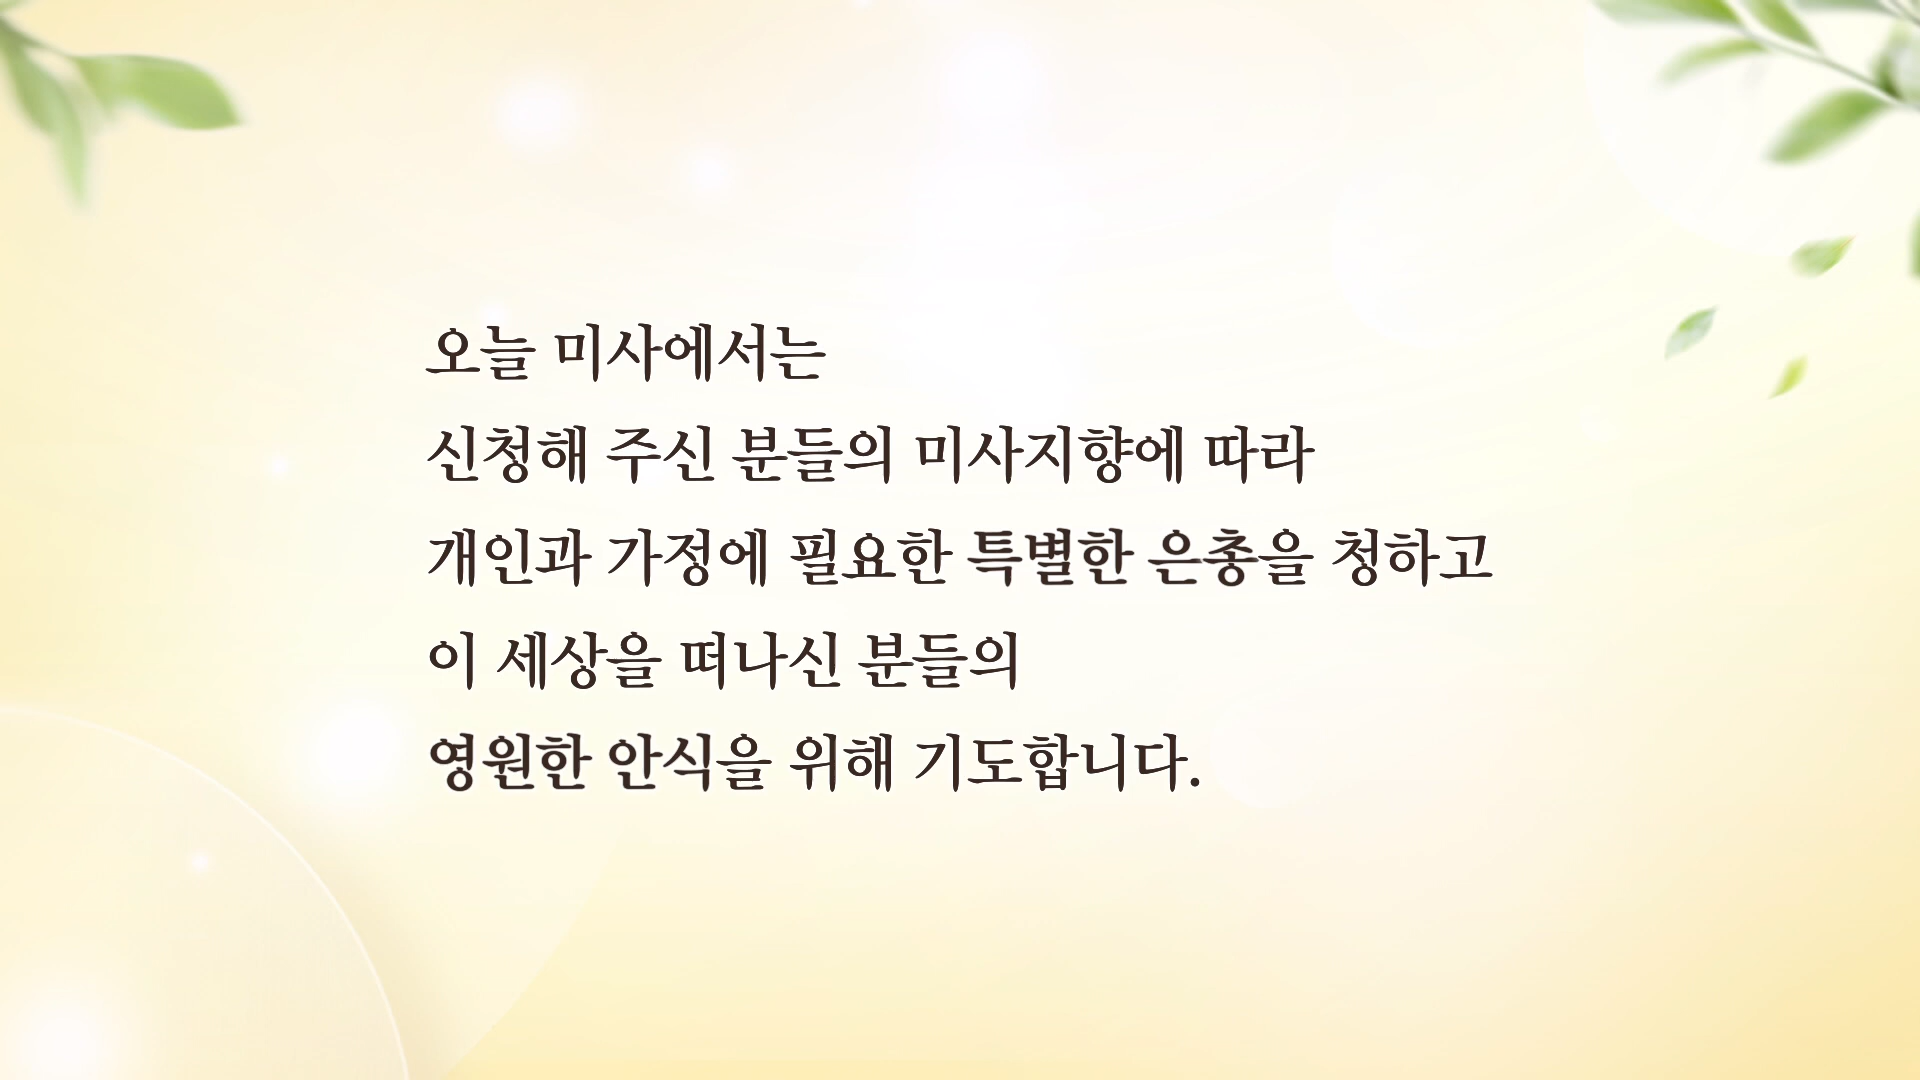 오늘 미사에서는
신청해 주신 분들의 미사지향에 따라
개인과 가정에 필요한 특별한 은총을 청하고
이 세상을 떠나신 분들의
영원한 안식을 위해 기도합니다.